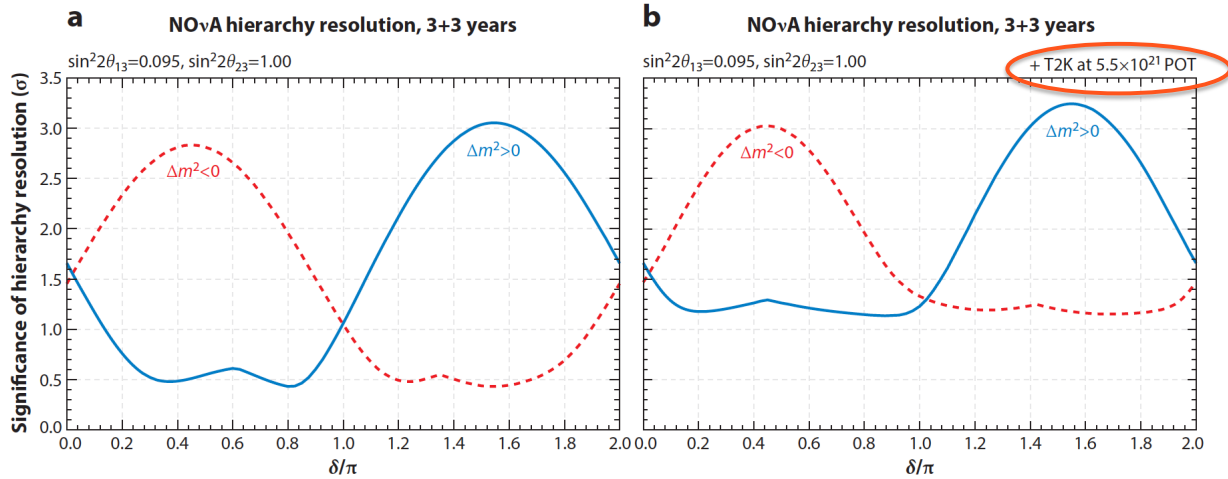 a
NOνA hierarchy resolution, 3+3 years
sin²2θ₁₃=0.095, sin²2θ₂₃=1.00
Significance of hierarchy resolution (σ)
3.5
3.0
2.5
2.0
1.5
1.0
0.5
0.0
Δm²<0
Δm²>0
0.0 0.2 0.4 0.6 0.8 1.0 1.2 1.4 1.6 1.8 2.0
δ/π
b
NOνA hierarchy resolution, 3+3 years
sin²2θ₁₃=0.095, sin²2θ₂₃=1.00
+ T2K at 5.5×10²¹ POT
Δm²<0
Δm²>0
0.0 0.2 0.4 0.6 0.8 1.0 1.2 1.4 1.6 1.8 2.0
δ/π